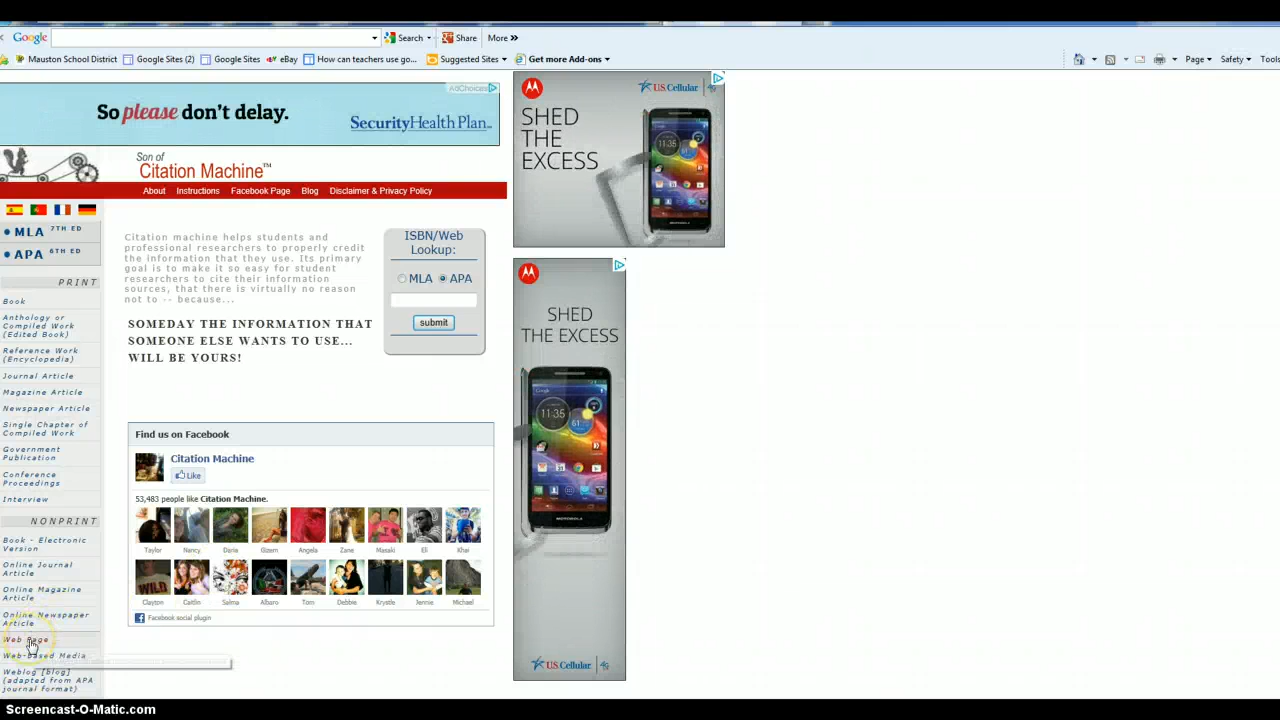 Google
Search
Share
More »
Mauston School District
Google Sites (2)
Google Sites
eBay
How can teachers use go...
Suggested Sites
Get more Add-ons
Page
Safety
Tools
AdChoices
So please don't delay.
SecurityHealth Plan
Son of
Citation Machine™
About
Instructions
Facebook Page
Blog
Disclaimer & Privacy Policy
MLA 7TH ED
APA 6TH ED
PRINT
Book
Anthology or
Compiled Work
(Edited Book)
Reference Work
(Encyclopedia)
Journal Article
Magazine Article
Newspaper Article
Single Chapter of
Compiled Work
Government
Publication
Conference
Proceedings
Interview
NONPRINT
Book - Electronic
Version
Online Journal
Article
Online Magazine
Article
Online Newspaper
Article
Web Page
Web-based Media
Weblog [blog]
(adapted from APA
journal format)
Citation machine helps students and
professional researchers to properly credit
the information that they use. Its primary
goal is to make it so easy for student
researchers to cite their information
sources, that there is virtually no reason
not to -- because...
SOMEDAY THE INFORMATION THAT
SOMEONE ELSE WANTS TO USE...
WILL BE YOURS!
ISBN/Web
Lookup:
MLA APA
submit
Find us on Facebook
Citation Machine
Like
53,483 people like Citation Machine.
Taylor Nancy Daria Gizem Angela Zane Masaki Eli Khai
Clayton Caitlin Salma Albaro Tom Debbie Krystle Jennie Michael
Facebook social plugin
US Cellular
SHED
THE
EXCESS
11:35
SHED
THE EXCESS
Google
11:35
MOTOROLA
US Cellular
Screencast-O-Matic.com